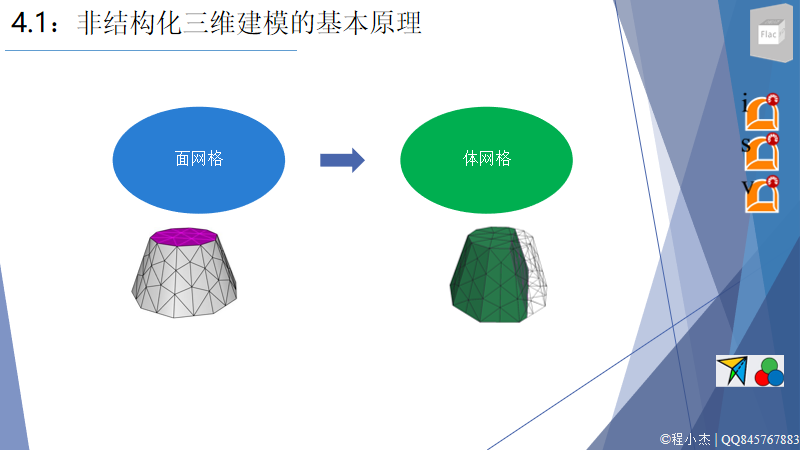 4.1：非结构化三维建模的基本原理
Flac
i
s
v
面网格
体网格
©程小杰 | QQ845767883